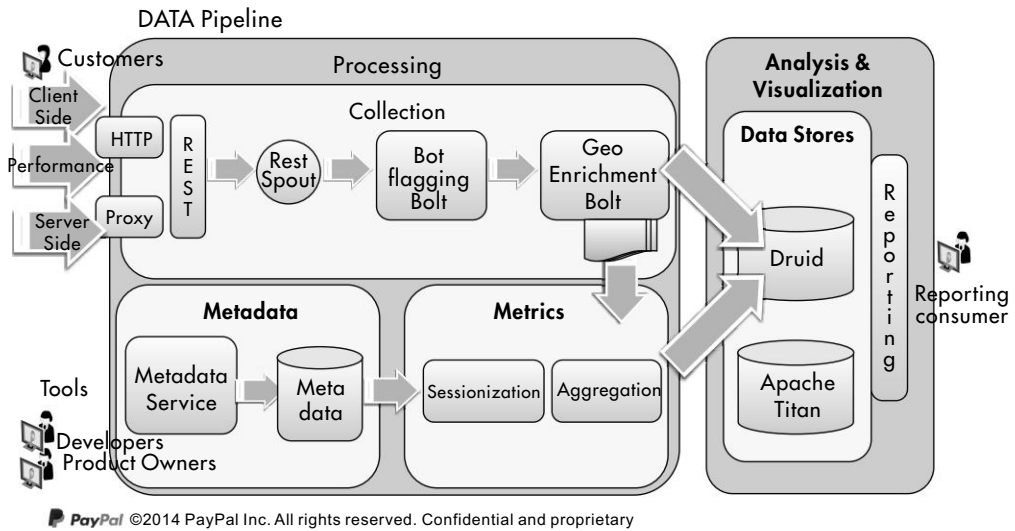 DATA Pipeline
Customers
Client
Side
Performance
Server
Side
Processing
Collection
HTTP
Proxy
R
E
S
T
Rest
Spout
Bot
flagging
Bolt
Geo
Enrichment
Bolt
Metadata
Metadata
Service
Meta
data
Metrics
Sessionization
Aggregation
Tools
Developers
Product Owners
Analysis &
Visualization
Data Stores
Druid
Apache
Titan
R
e
p
o
r
t
i
n
g
Reporting
consumer
PayPal ©2014 PayPal Inc. All rights reserved. Confidential and proprietary